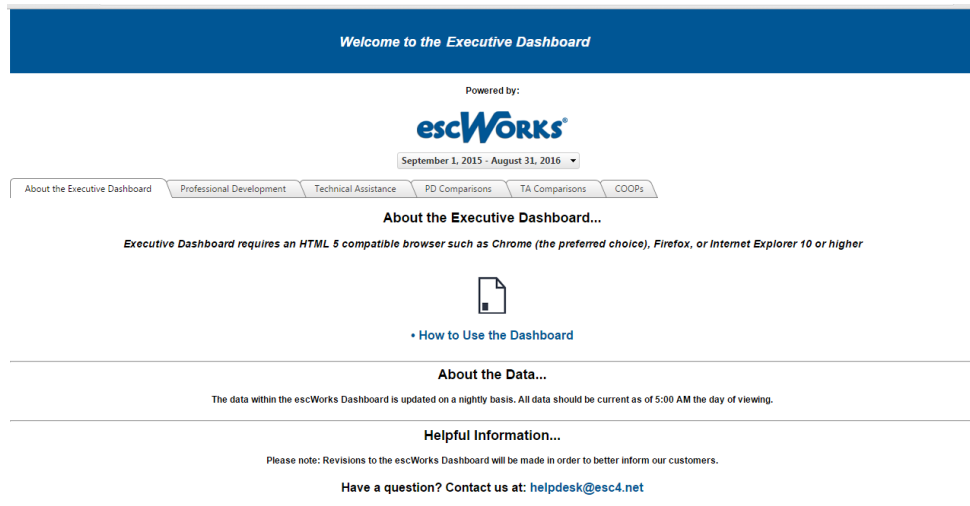 Welcome to the Executive Dashboard
Powered by:
escWorks®
September 1, 2015 - August 31, 2016
About the Executive Dashboard Professional Development Technical Assistance PD Comparisons TA Comparisons COOPs
About the Executive Dashboard...
Executive Dashboard requires an HTML 5 compatible browser such as Chrome (the preferred choice), Firefox, or Internet Explorer 10 or higher
• How to Use the Dashboard
About the Data...
The data within the escWorks Dashboard is updated on a nightly basis. All data should be current as of 5:00 AM the day of viewing.
Helpful Information...
Please note: Revisions to the escWorks Dashboard will be made in order to better inform our customers.
Have a question? Contact us at: helpdesk@esc4.net